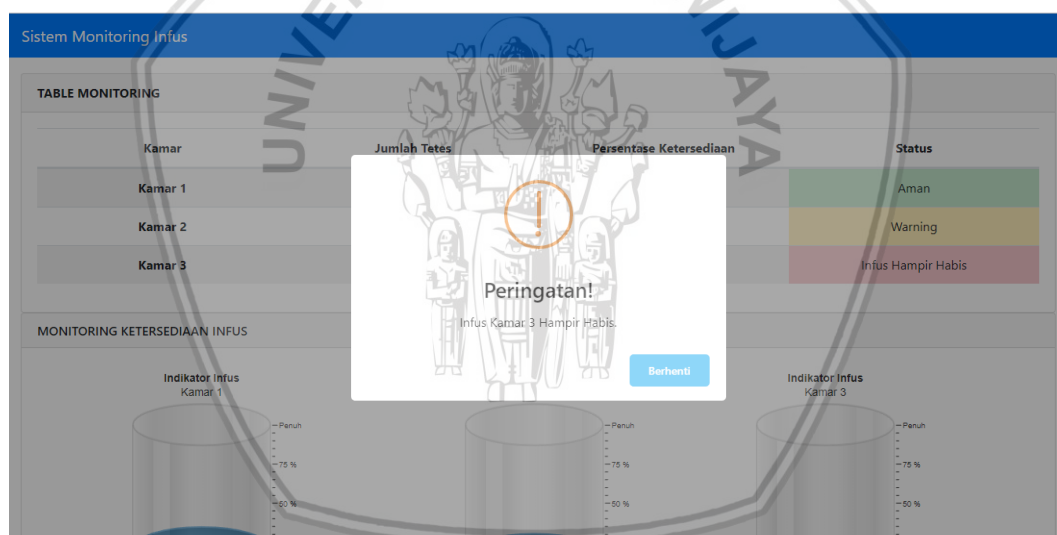 UNIVERSITAS BRAWIJAYA
Sistem Monitoring Infus
TABLE MONITORING
Kamar Jumlah Tetes Persentase Ketersediaan Status
Kamar 1 Aman
Kamar 2 Warning
Kamar 3 Infus Hampir Habis
Peringatan!
Infus Kamar 3 Hampir Habis.
Berhenti
MONITORING KETERSEDIAAN INFUS
Indikator Infus Indikator Infus
Kamar 1 Kamar 3
Penuh Penuh Penuh
75 % 75 % 75 %
50 % 50 % 50 %